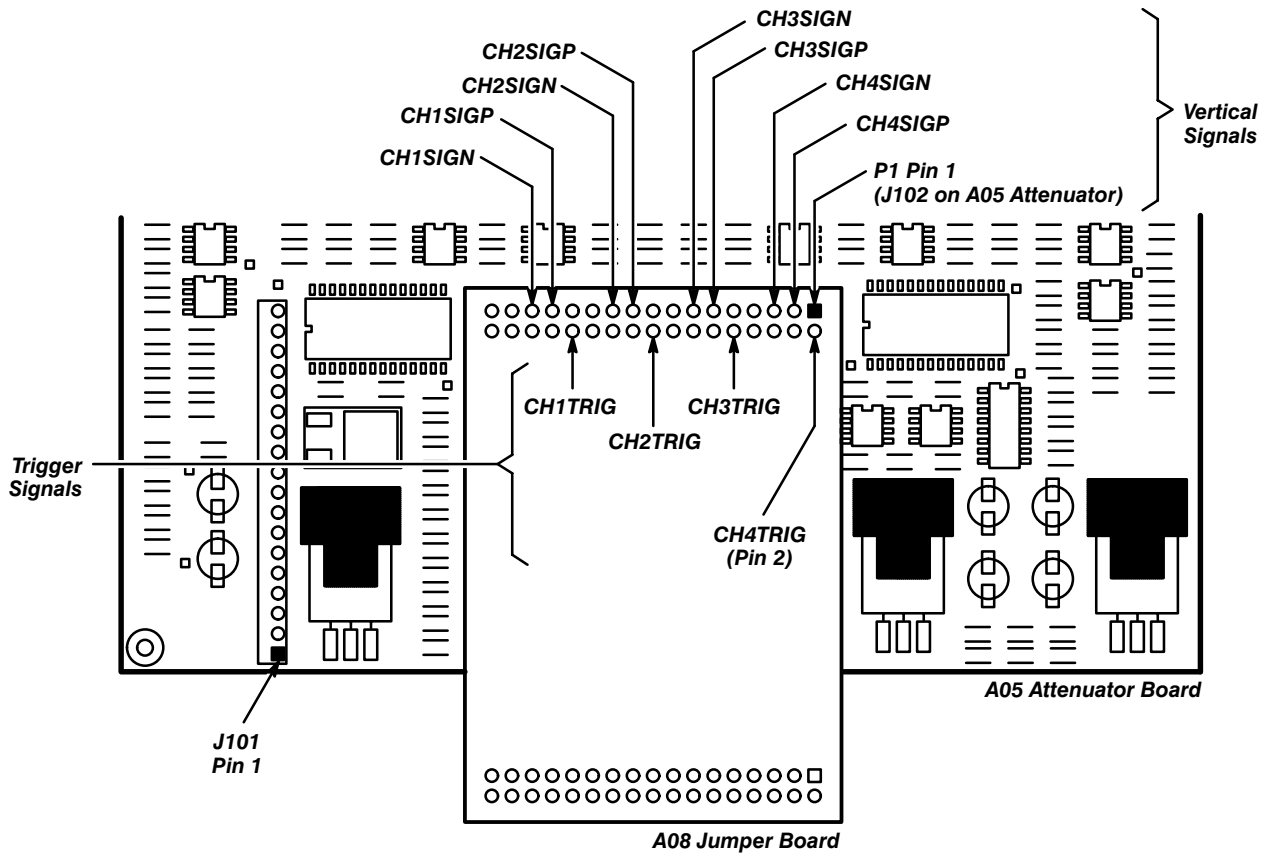 CH3SIGN
CH2SIGP
CH3SIGP
CH2SIGN
CH4SIGN
CH1SIGP
CH4SIGP
Vertical
Signals
CH1SIGN
P1 Pin 1
(J102 on A05 Attenuator)
CH1TRIG
CH3TRIG
CH2TRIG
Trigger
Signals
CH4TRIG
(Pin 2)
A05 Attenuator Board
J101
Pin 1
A08 Jumper Board